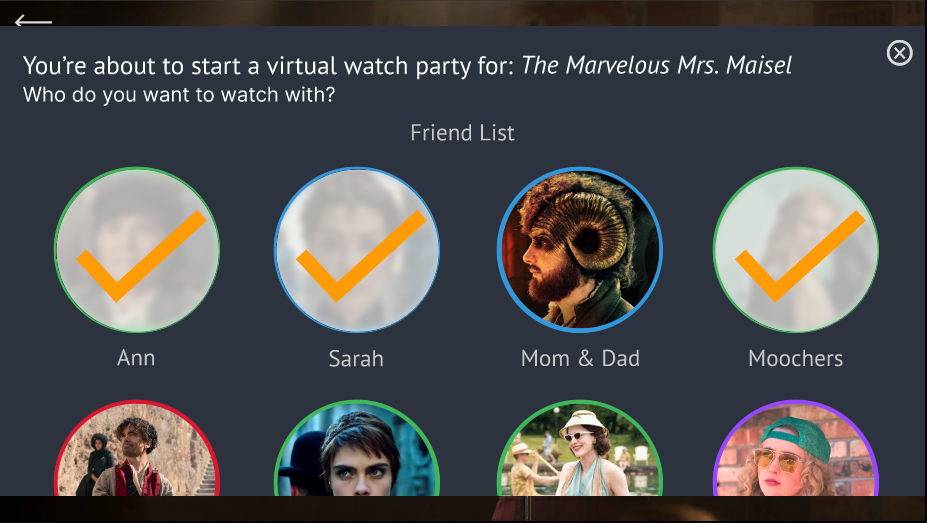 You’re about to start a virtual watch party for: The Marvelous Mrs. Maisel
Who do you want to watch with?
Friend List
Ann
Sarah
Mom & Dad
Moochers